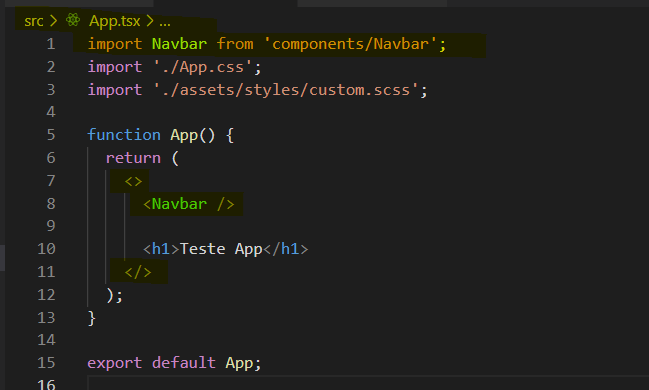 src > App.tsx > ...
1 import Navbar from 'components/Navbar';
2 import './App.css';
3 import './assets/styles/custom.scss';
4
5 function App() {
6 return (
7 <>
8 <Navbar />
9
10 <h1>Teste App</h1>
11 </>
12 );
13 }
14
15 export default App;
16